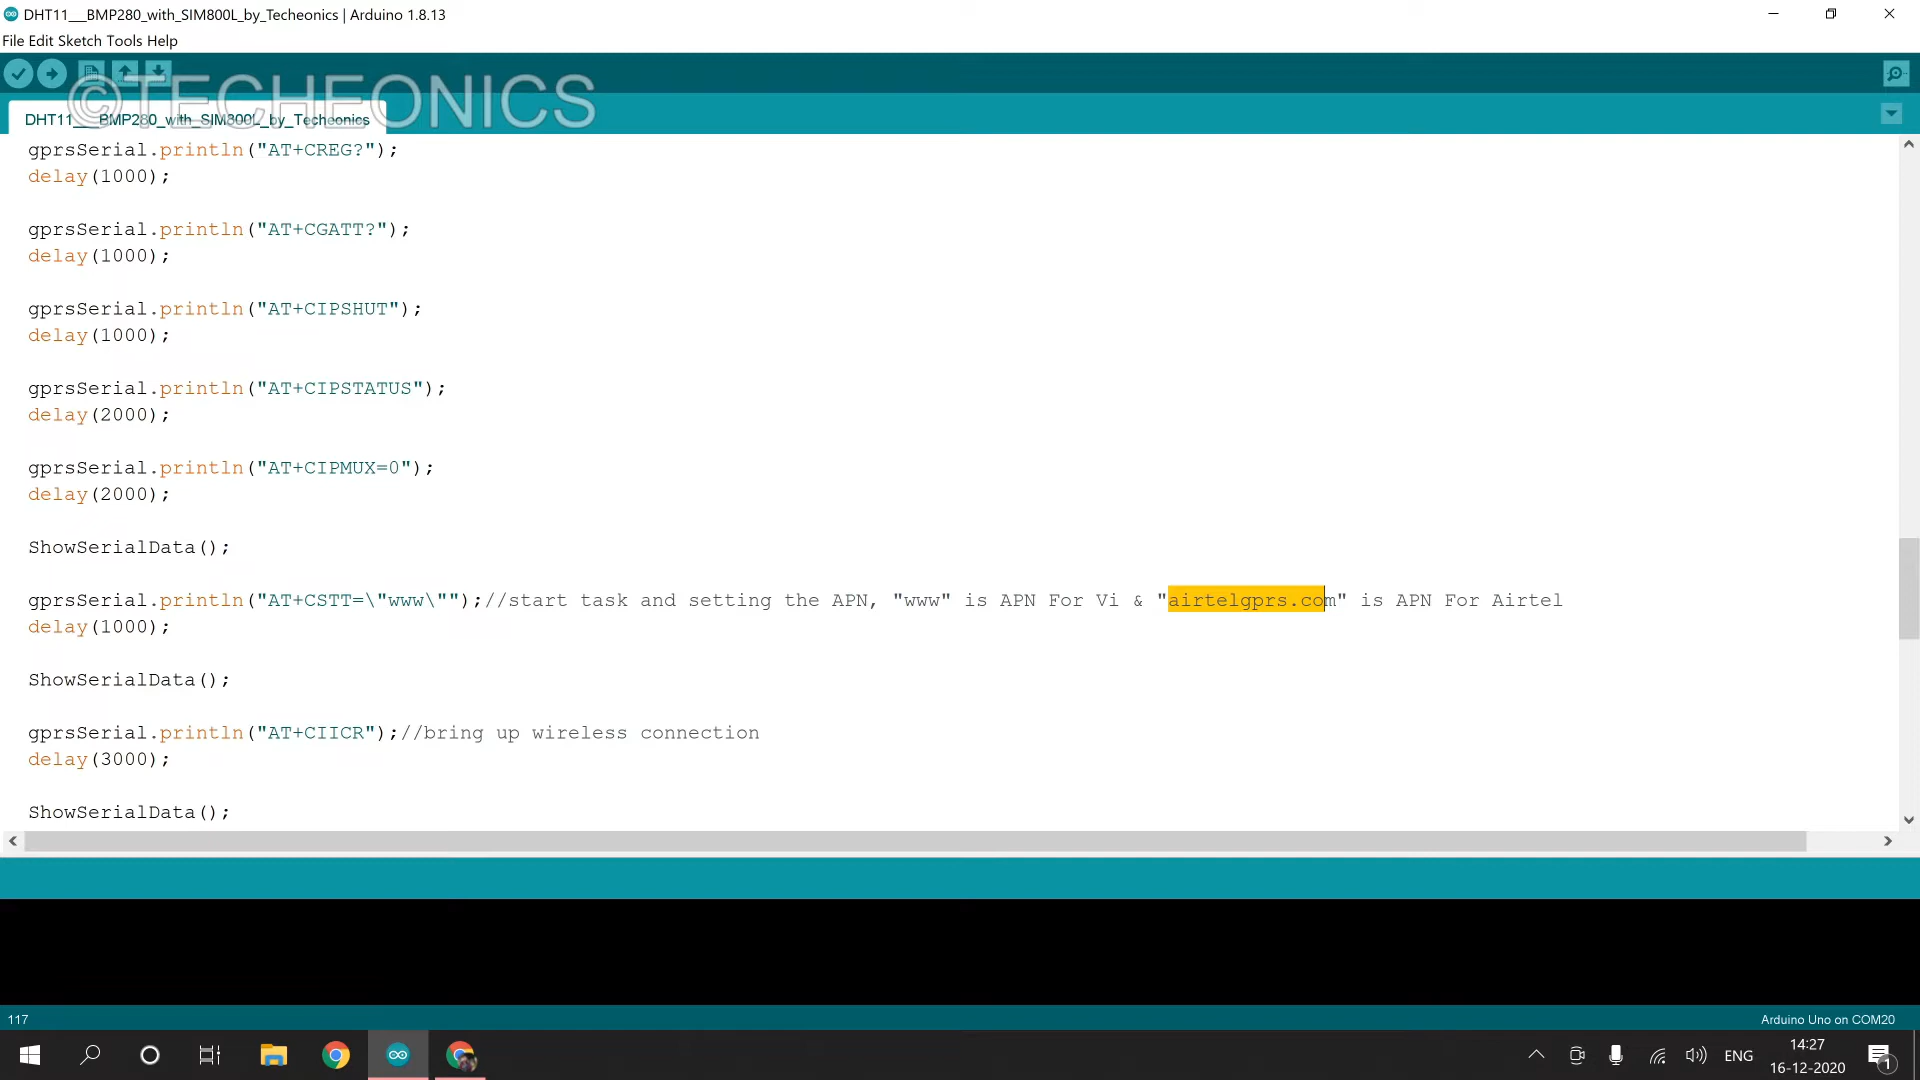 DHT11___BMP280_with_SIM800L_by_Techeonics | Arduino 1.8.13
File Edit Sketch Tools Help
©TECHEONICS
DHT11___BMP280_with_SIM800L_by_Techeonics
gprsSerial.println("AT+CREG?");
delay(1000);
gprsSerial.println("AT+CGATT?");
delay(1000);
gprsSerial.println("AT+CIPSHUT");
delay(1000);
gprsSerial.println("AT+CIPSTATUS");
delay(2000);
gprsSerial.println("AT+CIPMUX=0");
delay(2000);
ShowSerialData();
gprsSerial.println("AT+CSTT=\"www\"");//start task and setting the APN, "www" is APN For Vi & "airtelgprs.com" is APN For Airtel
delay(1000);
ShowSerialData();
gprsSerial.println("AT+CIICR");//bring up wireless connection
delay(3000);
ShowSerialData();
117
Arduino Uno on COM20
ENG
14:27
16-12-2020
1